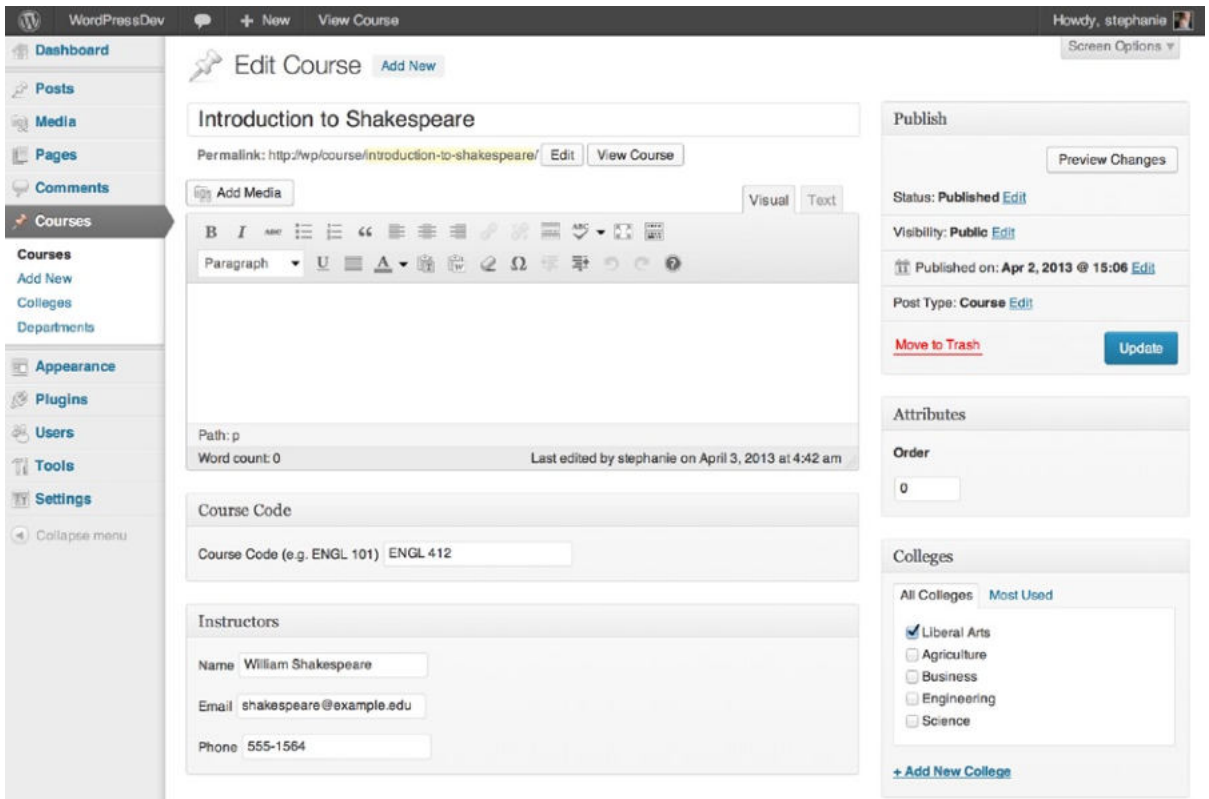 WordPressDev + New View Course Howdy, stephanie
Screen Options
Dashboard
Posts
Media
Pages
Comments
Courses
Courses
Add New
Colleges
Departments
Appearance
Plugins
Users
Tools
Settings
Collapse menu
Edit Course Add New
Introduction to Shakespeare
Permalink: http://wp/course/introduction-to-shakespeare/ Edit View Course
Add Media
Visual Text
B I ABC ABC
Paragraph U A Ω
Path: p
Word count: 0 Last edited by stephanie on April 3, 2013 at 4:42 am
Course Code
Course Code (e.g. ENGL 101) ENGL 412
Instructors
Name William Shakespeare
Email shakespeare@example.edu
Phone 555-1564
Publish
Preview Changes
Status: Published Edit
Visibility: Public Edit
Published on: Apr 2, 2013 @ 15:06 Edit
Post Type: Course Edit
Move to Trash Update
Attributes
Order
0
Colleges
All Colleges Most Used
Liberal Arts
Agriculture
Business
Engineering
Science
+ Add New College